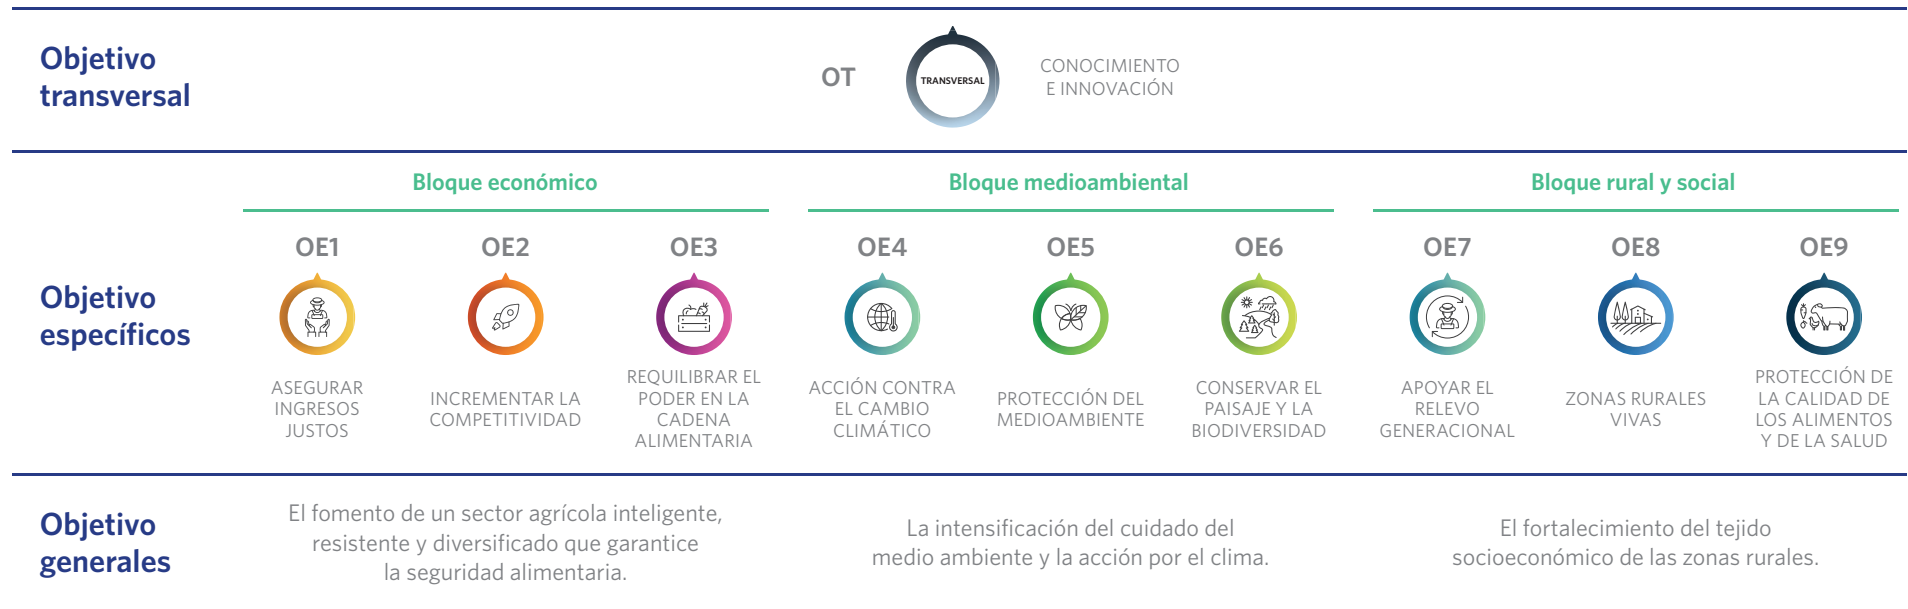 Objetivo
transversal
OT
TRANSVERSAL
CONOCIMIENTO
E INNOVACIÓN
Bloque económico
Bloque medioambiental
Bloque rural y social
Objetivo
específicos
OE1
ASEGURAR
INGRESOS
JUSTOS
OE2
INCREMENTAR LA
COMPETITIVIDAD
OE3
REQUILIBRAR EL
PODER EN LA
CADENA
ALIMENTARIA
OE4
ACCIÓN CONTRA
EL CAMBIO
CLIMÁTICO
OE5
PROTECCIÓN DEL
MEDIOAMBIENTE
OE6
CONSERVAR EL
PAISAJE Y LA
BIODIVERSIDAD
OE7
APOYAR EL
RELEVO
GENERACIONAL
OE8
ZONAS RURALES
VIVAS
OE9
PROTECCIÓN DE
LA CALIDAD DE
LOS ALIMENTOS
Y DE LA SALUD
Objetivo
generales
El fomento de un sector agrícola inteligente,
resistente y diversificado que garantice
la seguridad alimentaria.
La intensificación del cuidado del
medio ambiente y la acción por el clima.
El fortalecimiento del tejido
socioeconómico de las zonas rurales.